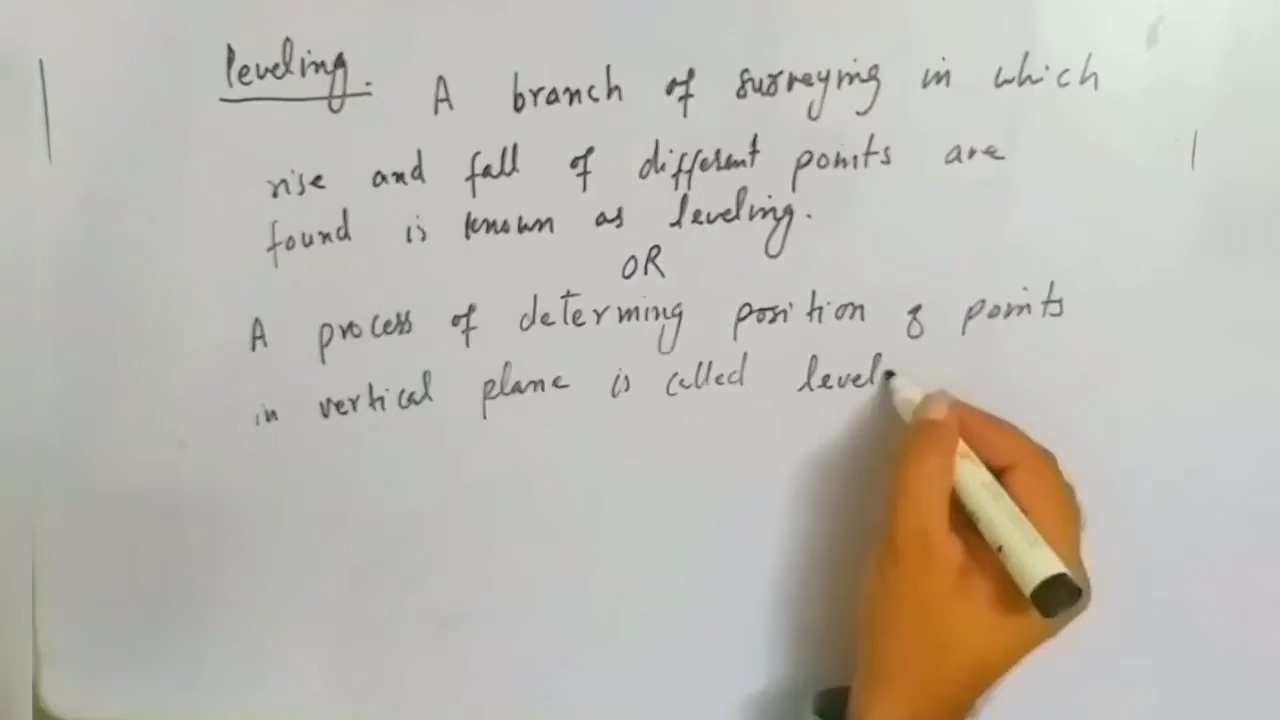 leveling. A branch of surveying in which
rise and fall of different points are
found is known as leveling.
OR
A process of determing position of points
in vertical plane is called level